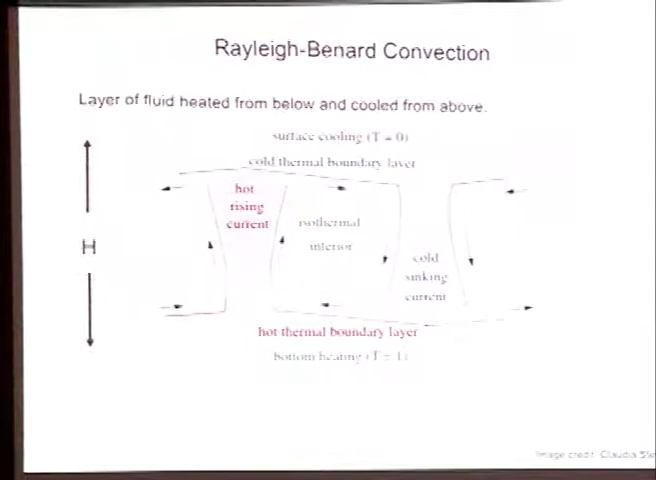 Rayleigh-Benard Convection
Layer of fluid heated from below and cooled from above.
surface cooling (T = 0)
cold thermal boundary layer
hot
rising
current
isothermal
interior
H
cold
sinking
current
hot thermal boundary layer
bottom heating (T = 1)
Image credit: Claudia